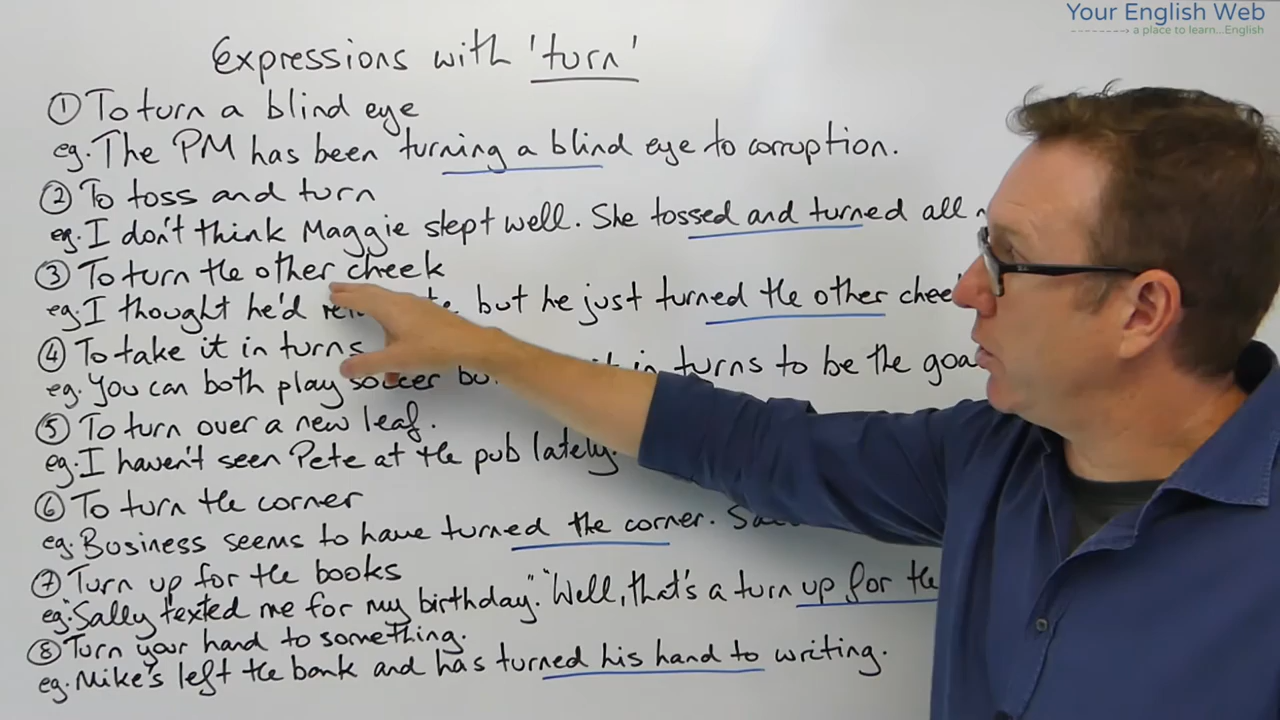 Your English Web
a place to learn...English
Expressions with 'turn'
① To turn a blind eye
eg. The PM has been turning a blind eye to corruption.
② To toss and turn
eg. I don't think Maggie slept well. She tossed and turned all
③ To turn the other cheek
eg. I thought he'd but he just turned the other
④ To take it in turns
eg. You can both play soccer in turns to be the
⑤ To turn over a new leaf.
eg. I haven't seen Pete at the pub lately.
⑥ To turn the corner
eg. Business seems to have turned the corner.
⑦ Turn up for the books
eg. "Sally texted me for my birthday." "Well, that's a turn up for the
⑧ Turn your hand to something.
eg. Mike's left the bank and has turned his hand to writing.